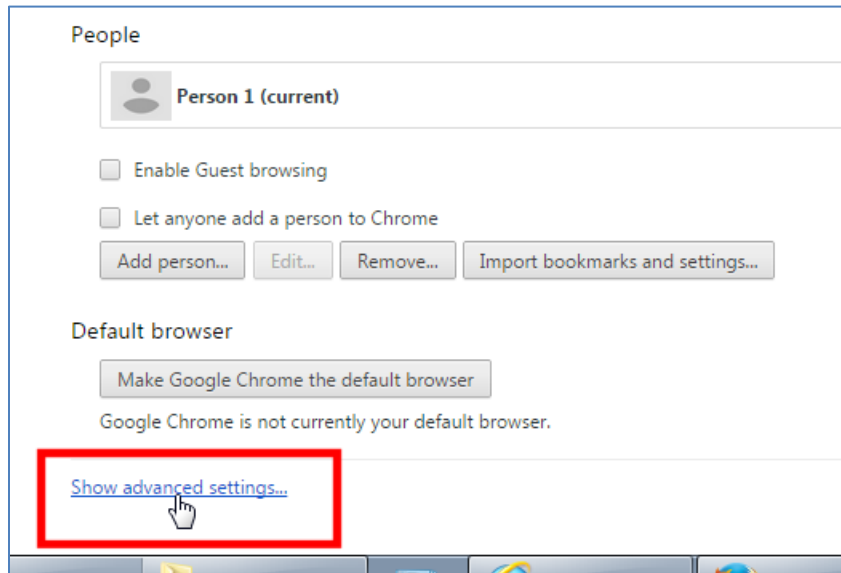 People
Person 1 (current)
Enable Guest browsing
Let anyone add a person to Chrome
Add person... Edit... Remove... Import bookmarks and settings...
Default browser
Make Google Chrome the default browser
Google Chrome is not currently your default browser.
Show advanced settings...